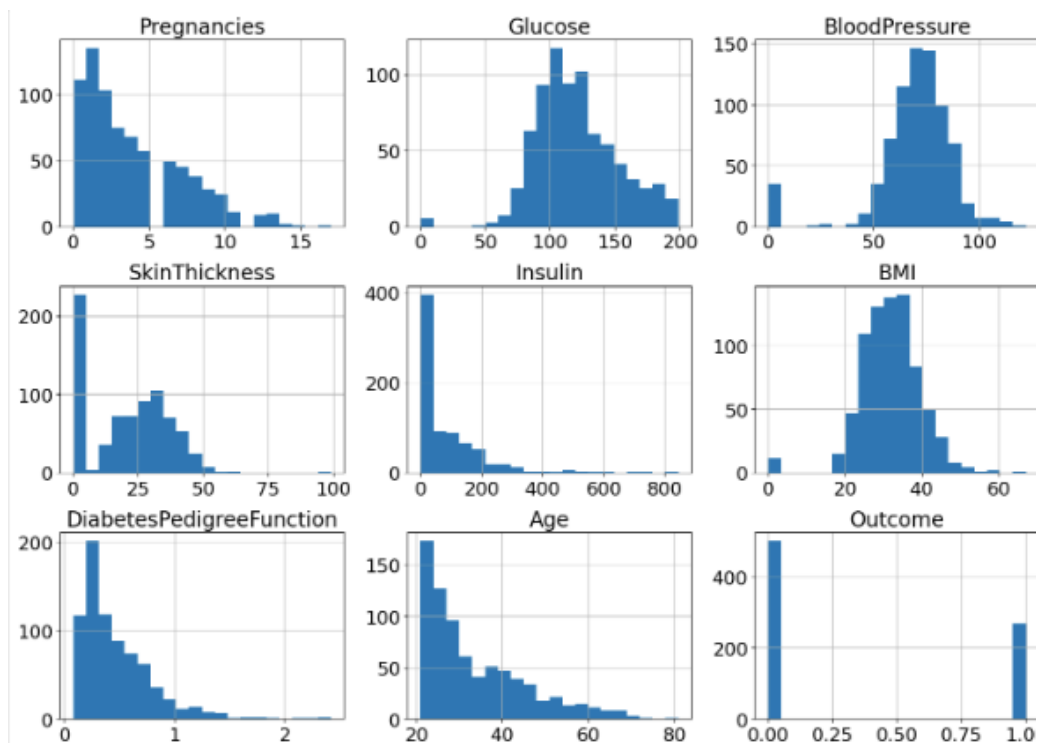 Pregnancies
100
50
0
0 5 10 15
Glucose
100
50
0
0 50 100 150 200
BloodPressure
150
100
50
0
0 50 100
SkinThickness
200
100
0
0 25 50 75 100
Insulin
400
200
0
0 200 400 600 800
BMI
100
50
0
0 20 40 60
DiabetesPedigreeFunction
200
100
0
0 1 2
Age
150
100
50
0
20 40 60 80
Outcome
400
200
0
0.00 0.25 0.50 0.75 1.0